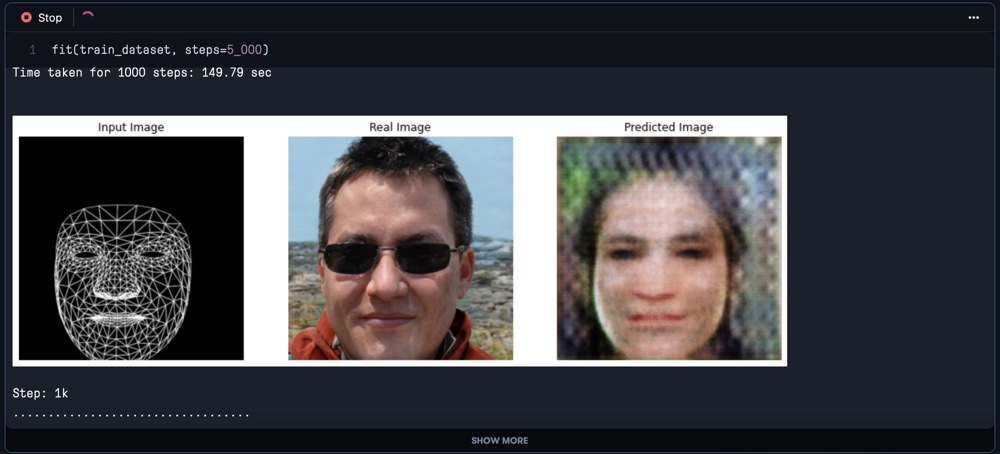 Stop
1 fit(train_dataset, steps=5_000)
Time taken for 1000 steps: 149.79 sec
Input Image
Real Image
Predicted Image
Step: 1k
..................................
SHOW MORE